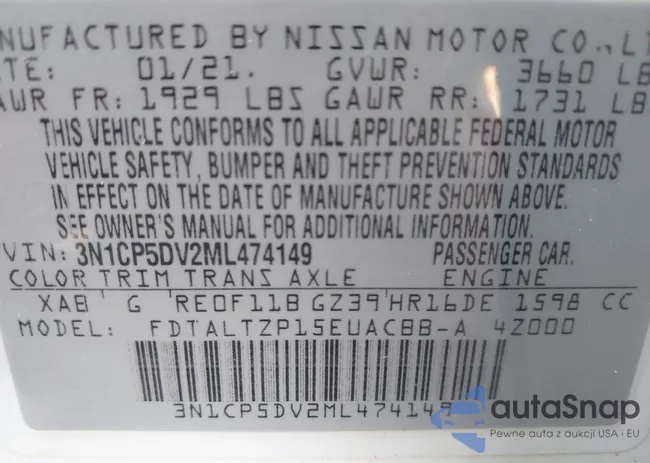 NUFACTURED BY NISSAN MOTOR CO., LT
TE: 01/21. GVWR: 3660 LB
AWR FR: 1929 LBS GAWR RR: 1731 LB
THIS VEHICLE CONFORMS TO ALL APPLICABLE FEDERAL MOTOR
VEHICLE SAFETY, BUMPER AND THEFT PREVENTION STANDARDS
IN EFFECT ON THE DATE OF MANUFACTURE SHOWN ABOVE.
SEE OWNER'S MANUAL FOR ADDITIONAL INFORMATION.
VIN: 3N1CP5DV2ML474149 PASSENGER CAR.
COLOR TRIM TRANS AXLE ENGINE
XAB G RE0F11B GZ39 HR16DE 1598 CC
MODEL: FDTALTZP15EUACBB-A 4Z000
3N1CP5DV2ML474149
autaSnap
Pewne auta z aukcji USA i EU